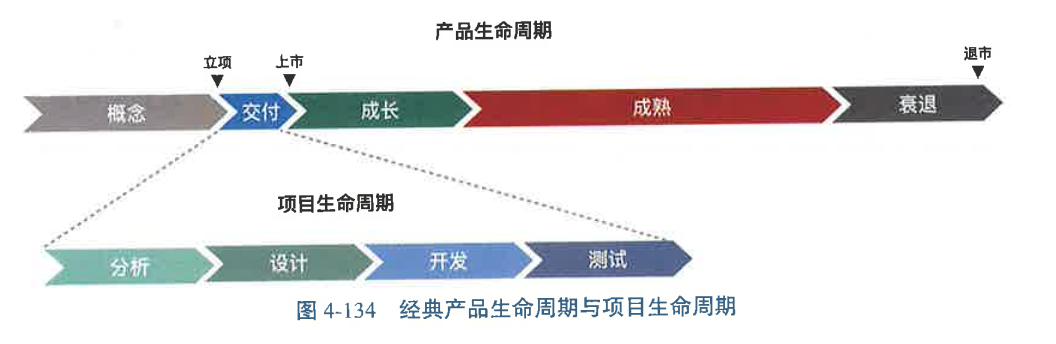 产品生命周期
立项
上市
退市
概念
交付
成长
成熟
衰退
项目生命周期
分析
设计
开发
测试
图 4-134 经典产品生命周期与项目生命周期